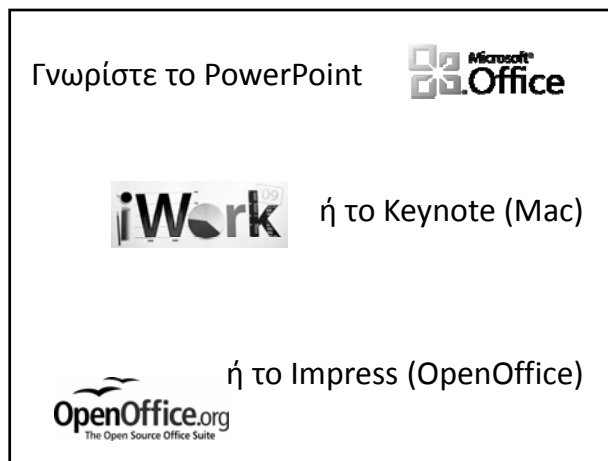 Γνωρίστε το PowerPoint
Microsoft®
Office
iWork
09
ή το Keynote (Mac)
ή το Impress (OpenOffice)
OpenOffice.org
The Open Source Office Suite